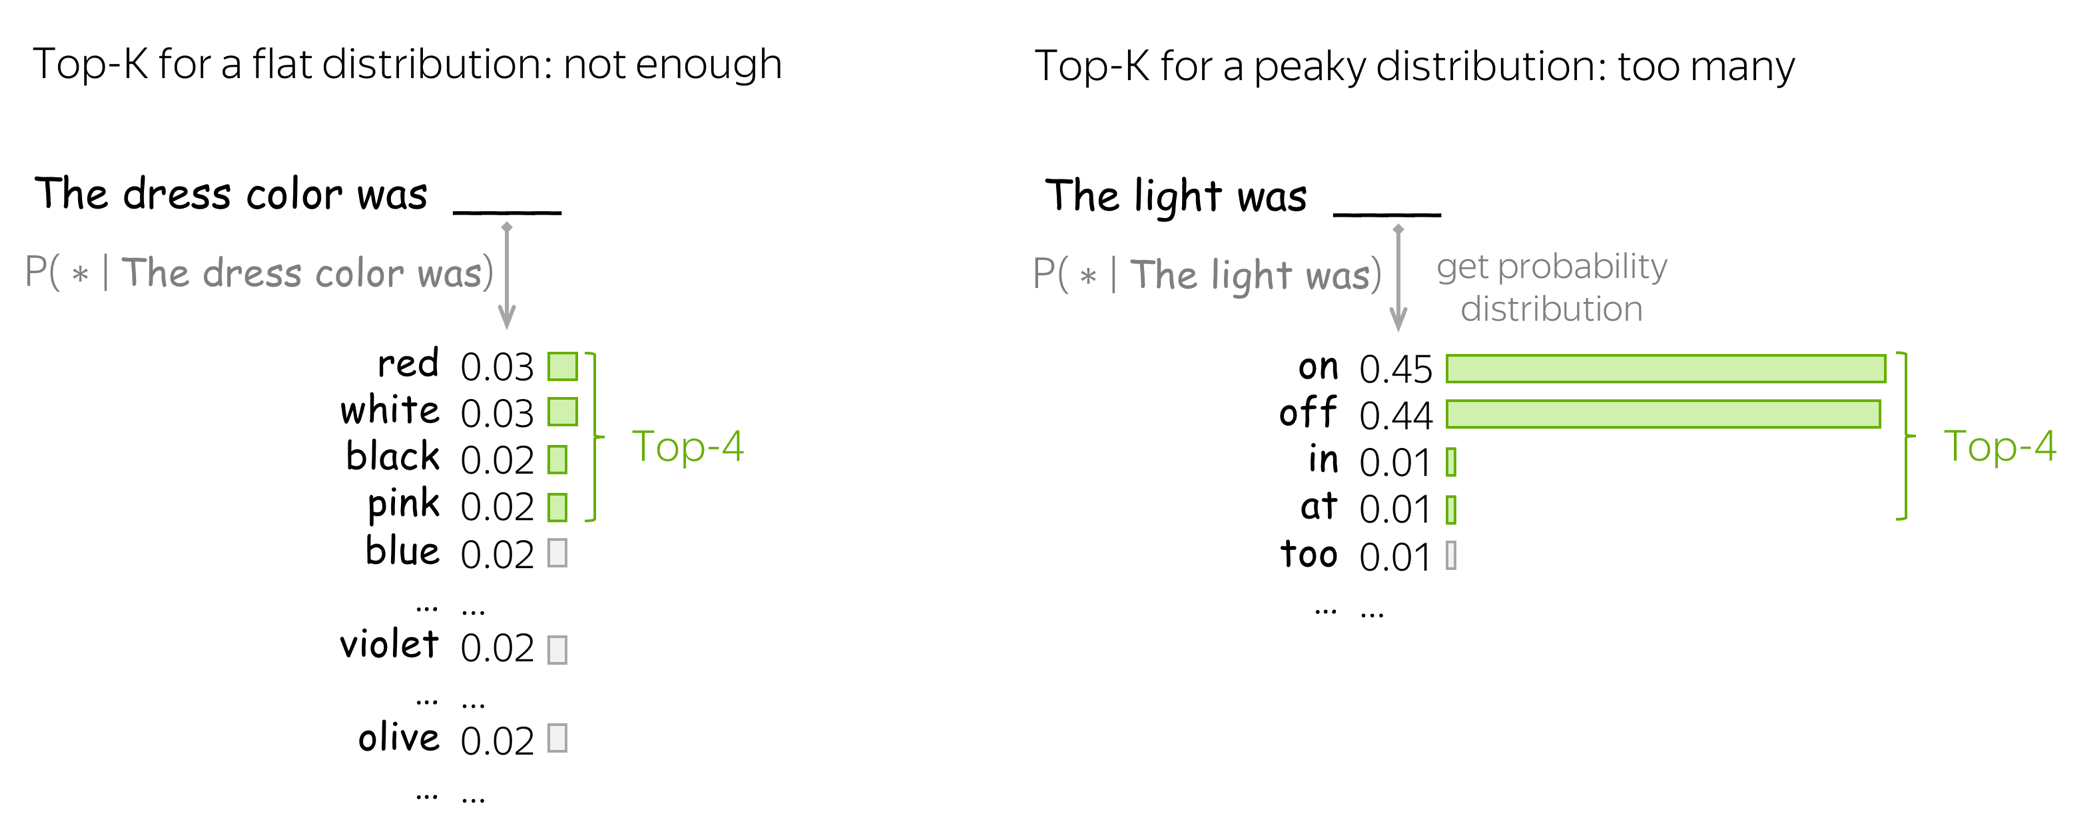 Top-K for a flat distribution: not enough
The dress color was _____
P( * | The dress color was)
red 0.03
white 0.03
black 0.02
pink 0.02
blue 0.02
... ...
violet 0.02
... ...
olive 0.02
... ...
Top-4
Top-K for a peaky distribution: too many
The light was _____
P( * | The light was)
get probability
distribution
on 0.45
off 0.44
in 0.01
at 0.01
too 0.01
... ...
Top-4